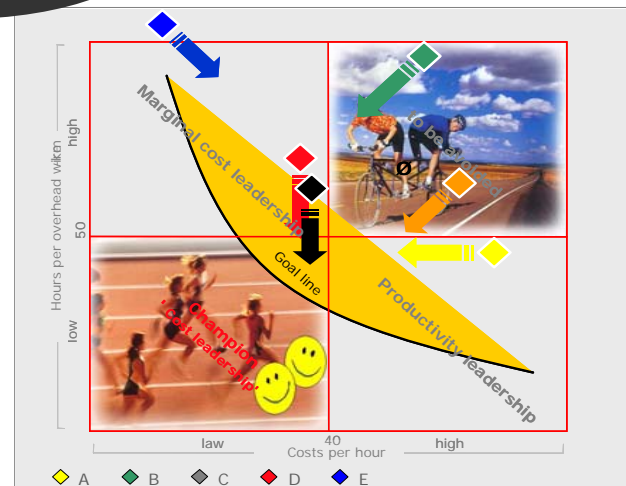 Hours per overhead wikm
high
50
low
Marginal cost leadership
to be avoided
Ø
Goal line
Productivity leadership
Champion
'Cost leadership'
law
40
high
Costs per hour
A
B
C
D
E